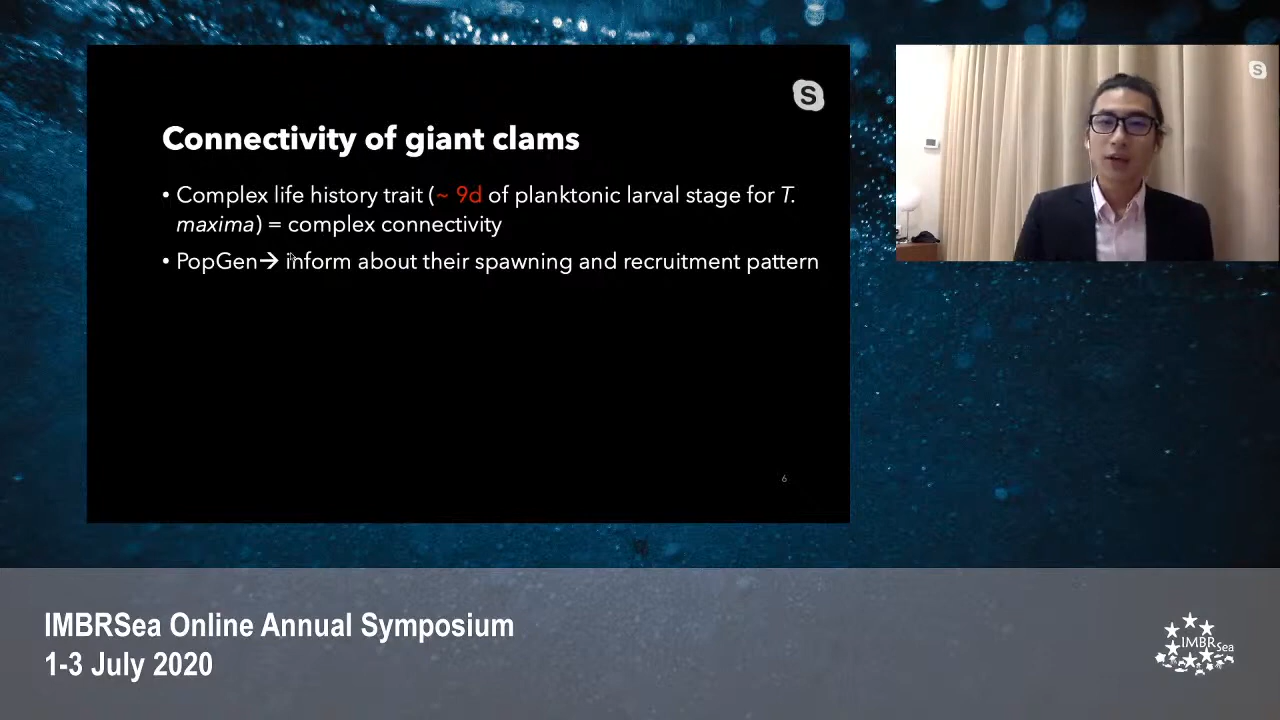 S
S
Connectivity of giant clams
• Complex life history trait (~ 9d of planktonic larval stage for T.
maxima) = complex connectivity
• PopGen→ inform about their spawning and recruitment pattern
6
IMBRSea Online Annual Symposium
1-3 July 2020
IMBRSea